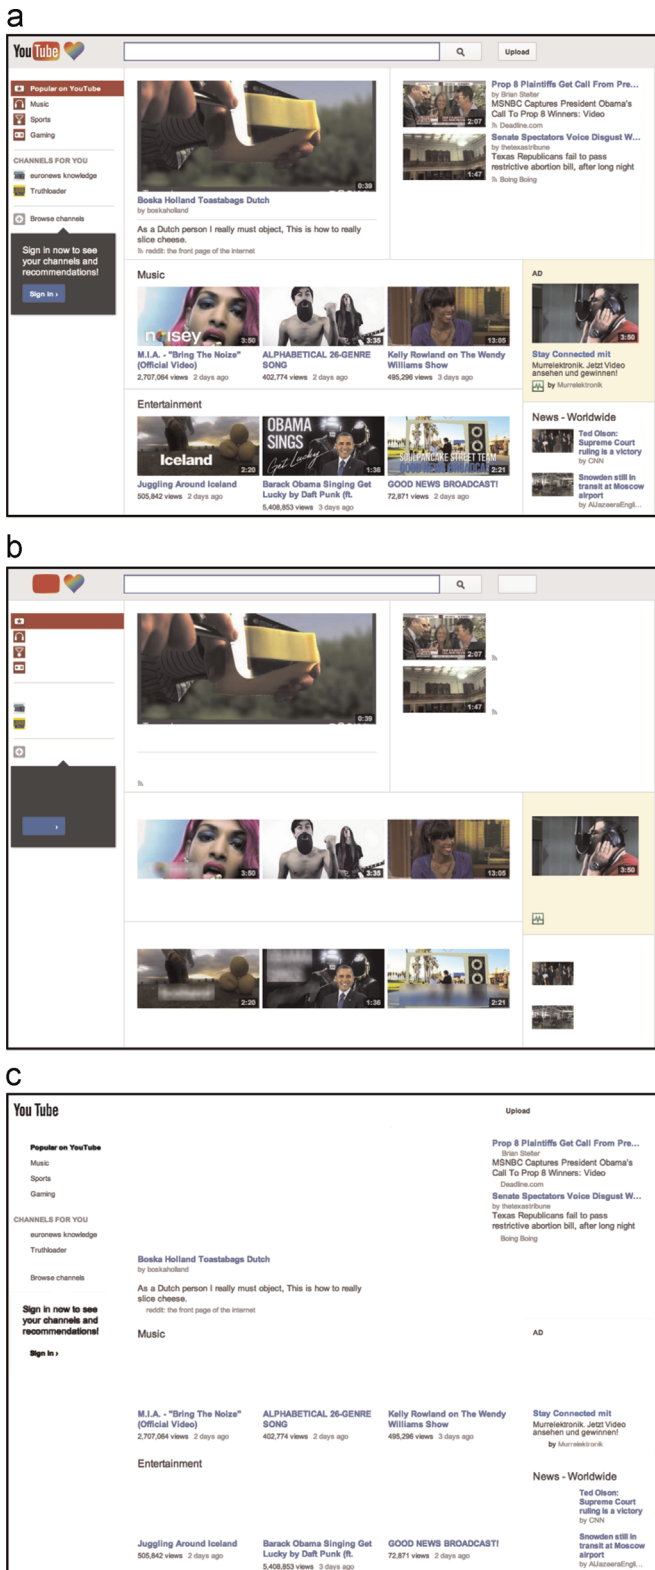 a
YouTube
Upload
Popular on YouTube
Music
Sports
Gaming
CHANNELS FOR YOU
euronews knowledge
Truthloader
Browse channels
Sign in now to see
your channels and
recommendations!
Sign In ›
0:39
Boska Holland Toastabags Dutch
by boskaholland
As a Dutch person I really must object, This is how to really
slice cheese.
reddit: the front page of the internet
2:07
Prop 8 Plaintiffs Get Call From Pre...
by Brian Stelter
MSNBC Captures President Obama's
Call To Prop 8 Winners: Video
Deadline.com
1:47
Senate Spectators Voice Disgust W...
by thetexastribune
Texas Republicans fail to pass
restrictive abortion bill, after long night
Boing Boing
Music
noisey
3:50
M.I.A. - "Bring The Noize"
(Official Video)
2,707,064 views 2 days ago
3:35
ALPHABETICAL 26-GENRE
SONG
402,774 views 2 days ago
13:05
Kelly Rowland on The Wendy
Williams Show
495,296 views 3 days ago
AD
3:50
Stay Connected mit
Murrelektronik. Jetzt Video
ansehen und gewinnen!
by Murrelektronik
Entertainment
Iceland
2:20
Juggling Around Iceland
505,842 views 2 days ago
OBAMA
SINGS
Get Lucky
1:38
Barack Obama Singing Get
Lucky by Daft Punk (ft.
5,408,853 views 3 days ago
SOULPANCAKE STREET TEAM
GOOD NEWS BROADCAST
2:21
GOOD NEWS BROADCAST!
72,871 views 2 days ago
News - Worldwide
Ted Olson:
Supreme Court
ruling is a victory
by CNN
Snowden still in
transit at Moscow
airport
by AlJazeeraEngli...
b
0:39
2:07
1:47
›
3:50
3:35
13:05
3:50
2:20
1:38
2:21
c
YouTube
Upload
Popular on YouTube
Music
Sports
Gaming
CHANNELS FOR YOU
euronews knowledge
Truthloader
Browse channels
Sign in now to see
your channels and
recommendations!
Sign In ›
Prop 8 Plaintiffs Get Call From Pre...
Brian Stelter
MSNBC Captures President Obama's
Call To Prop 8 Winners: Video
Deadline.com
Senate Spectators Voice Disgust W...
by thetexastribune
Texas Republicans fail to pass
restrictive abortion bill, after long night
Boing Boing
Boska Holland Toastabags Dutch
by boskaholland
As a Dutch person I really must object, This is how to really
slice cheese.
reddit: the front page of the internet
Music
M.I.A. - "Bring The Noize"
(Official Video)
2,707,064 views 2 days ago
ALPHABETICAL 26-GENRE
SONG
402,774 views 2 days ago
Kelly Rowland on The Wendy
Williams Show
495,296 views 3 days ago
AD
Stay Connected mit
Murrelektronik. Jetzt Video
ansehen und gewinnen!
by Murrelektronik
Entertainment
Juggling Around Iceland
505,842 views 2 days ago
Barack Obama Singing Get
Lucky by Daft Punk (ft.
5,408,853 views 3 days ago
GOOD NEWS BROADCAST!
72,871 views 2 days ago
News - Worldwide
Ted Olson:
Supreme Court
ruling is a victory
by CNN
Snowden still in
transit at Moscow
airport
by AlJazeeraEngli...